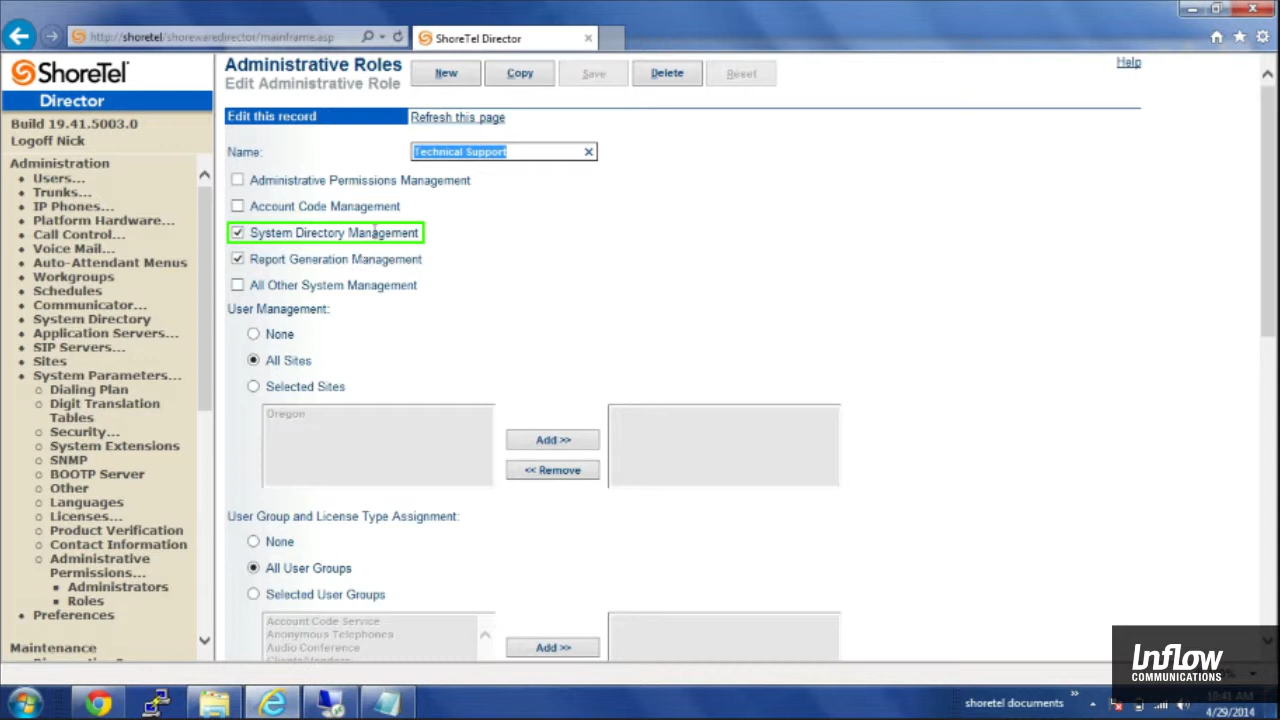 http://shoretel/shorewaredirector/mainframe.asp
ShoreTel Director
ShoreTel
Director
Build 19.41.5003.0
Logoff Nick
Administration
Users...
Trunks...
IP Phones...
Platform Hardware...
Call Control...
Voice Mail...
Auto-Attendant Menus
Workgroups
Schedules
Communicator...
System Directory
Application Servers...
SIP Servers...
Sites
System Parameters...
Dialing Plan
Digit Translation
Tables
Security...
System Extensions
SNMP
BOOTP Server
Other
Languages
Licenses...
Product Verification
Contact Information
Administrative
Permissions...
Administrators
Roles
Preferences
Maintenance
Administrative Roles
Edit Administrative Role
New
Copy
Save
Delete
Reset
Help
Edit this record
Refresh this page
Name:
Technical Support
Administrative Permissions Management
Account Code Management
System Directory Management
Report Generation Management
All Other System Management
User Management:
None
All Sites
Selected Sites
Oregon
Add >>
<< Remove
User Group and License Type Assignment:
None
All User Groups
Selected User Groups
Account Code Service
Anonymous Telephones
Audio Conference
Add >>
Inflow
COMMUNICATIONS
shoretel documents
10:41 AM
4/29/2014